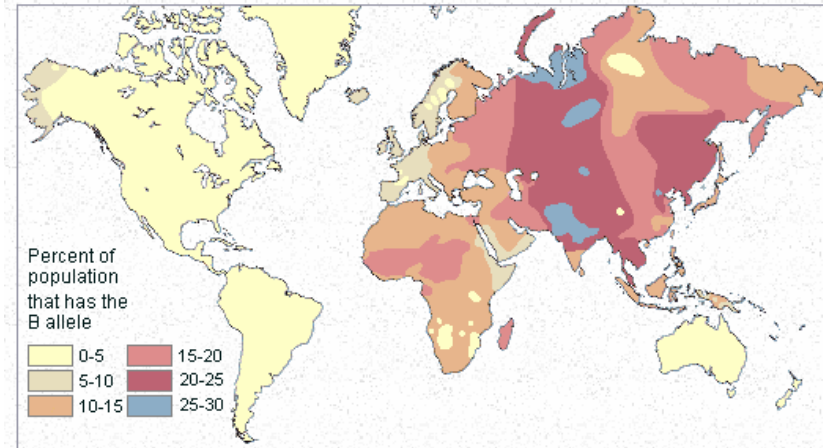 Percent of
population
that has the
B allele
0-5
15-20
5-10
20-25
10-15
25-30